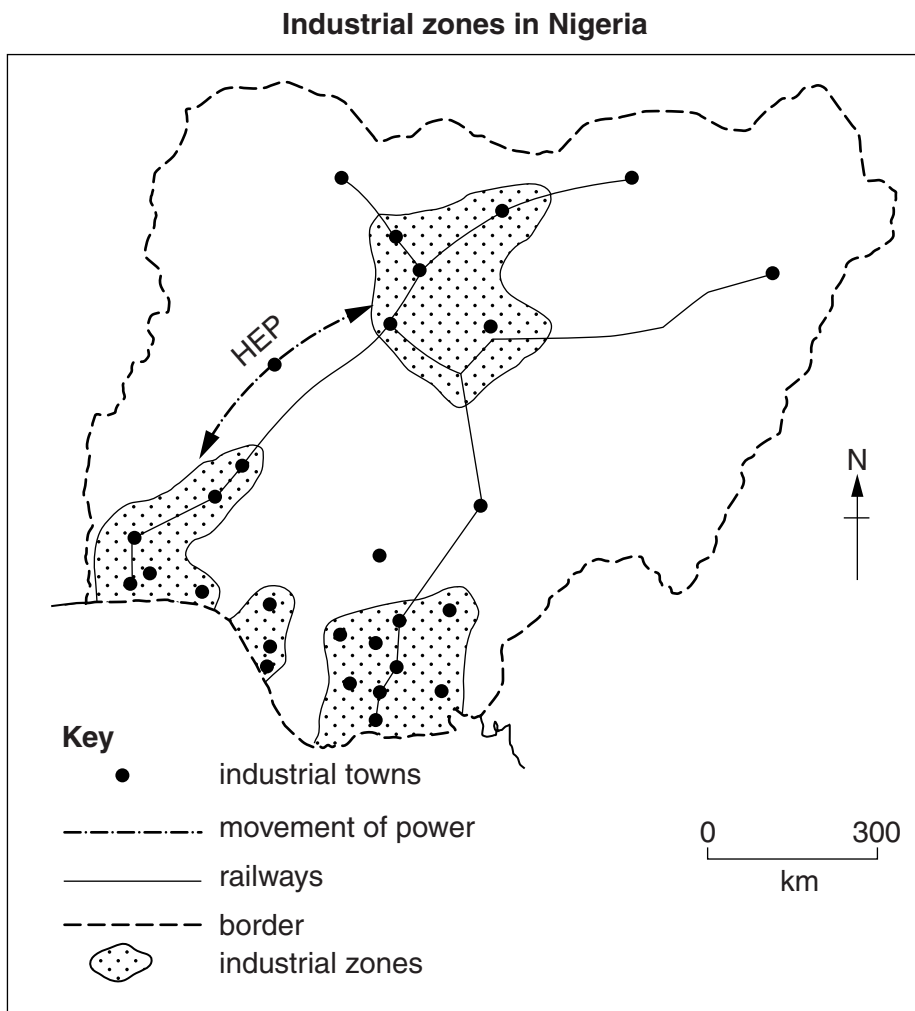 Industrial zones in Nigeria
HEP
N
Key
industrial towns
movement of power
railways
border
industrial zones
0 300
km